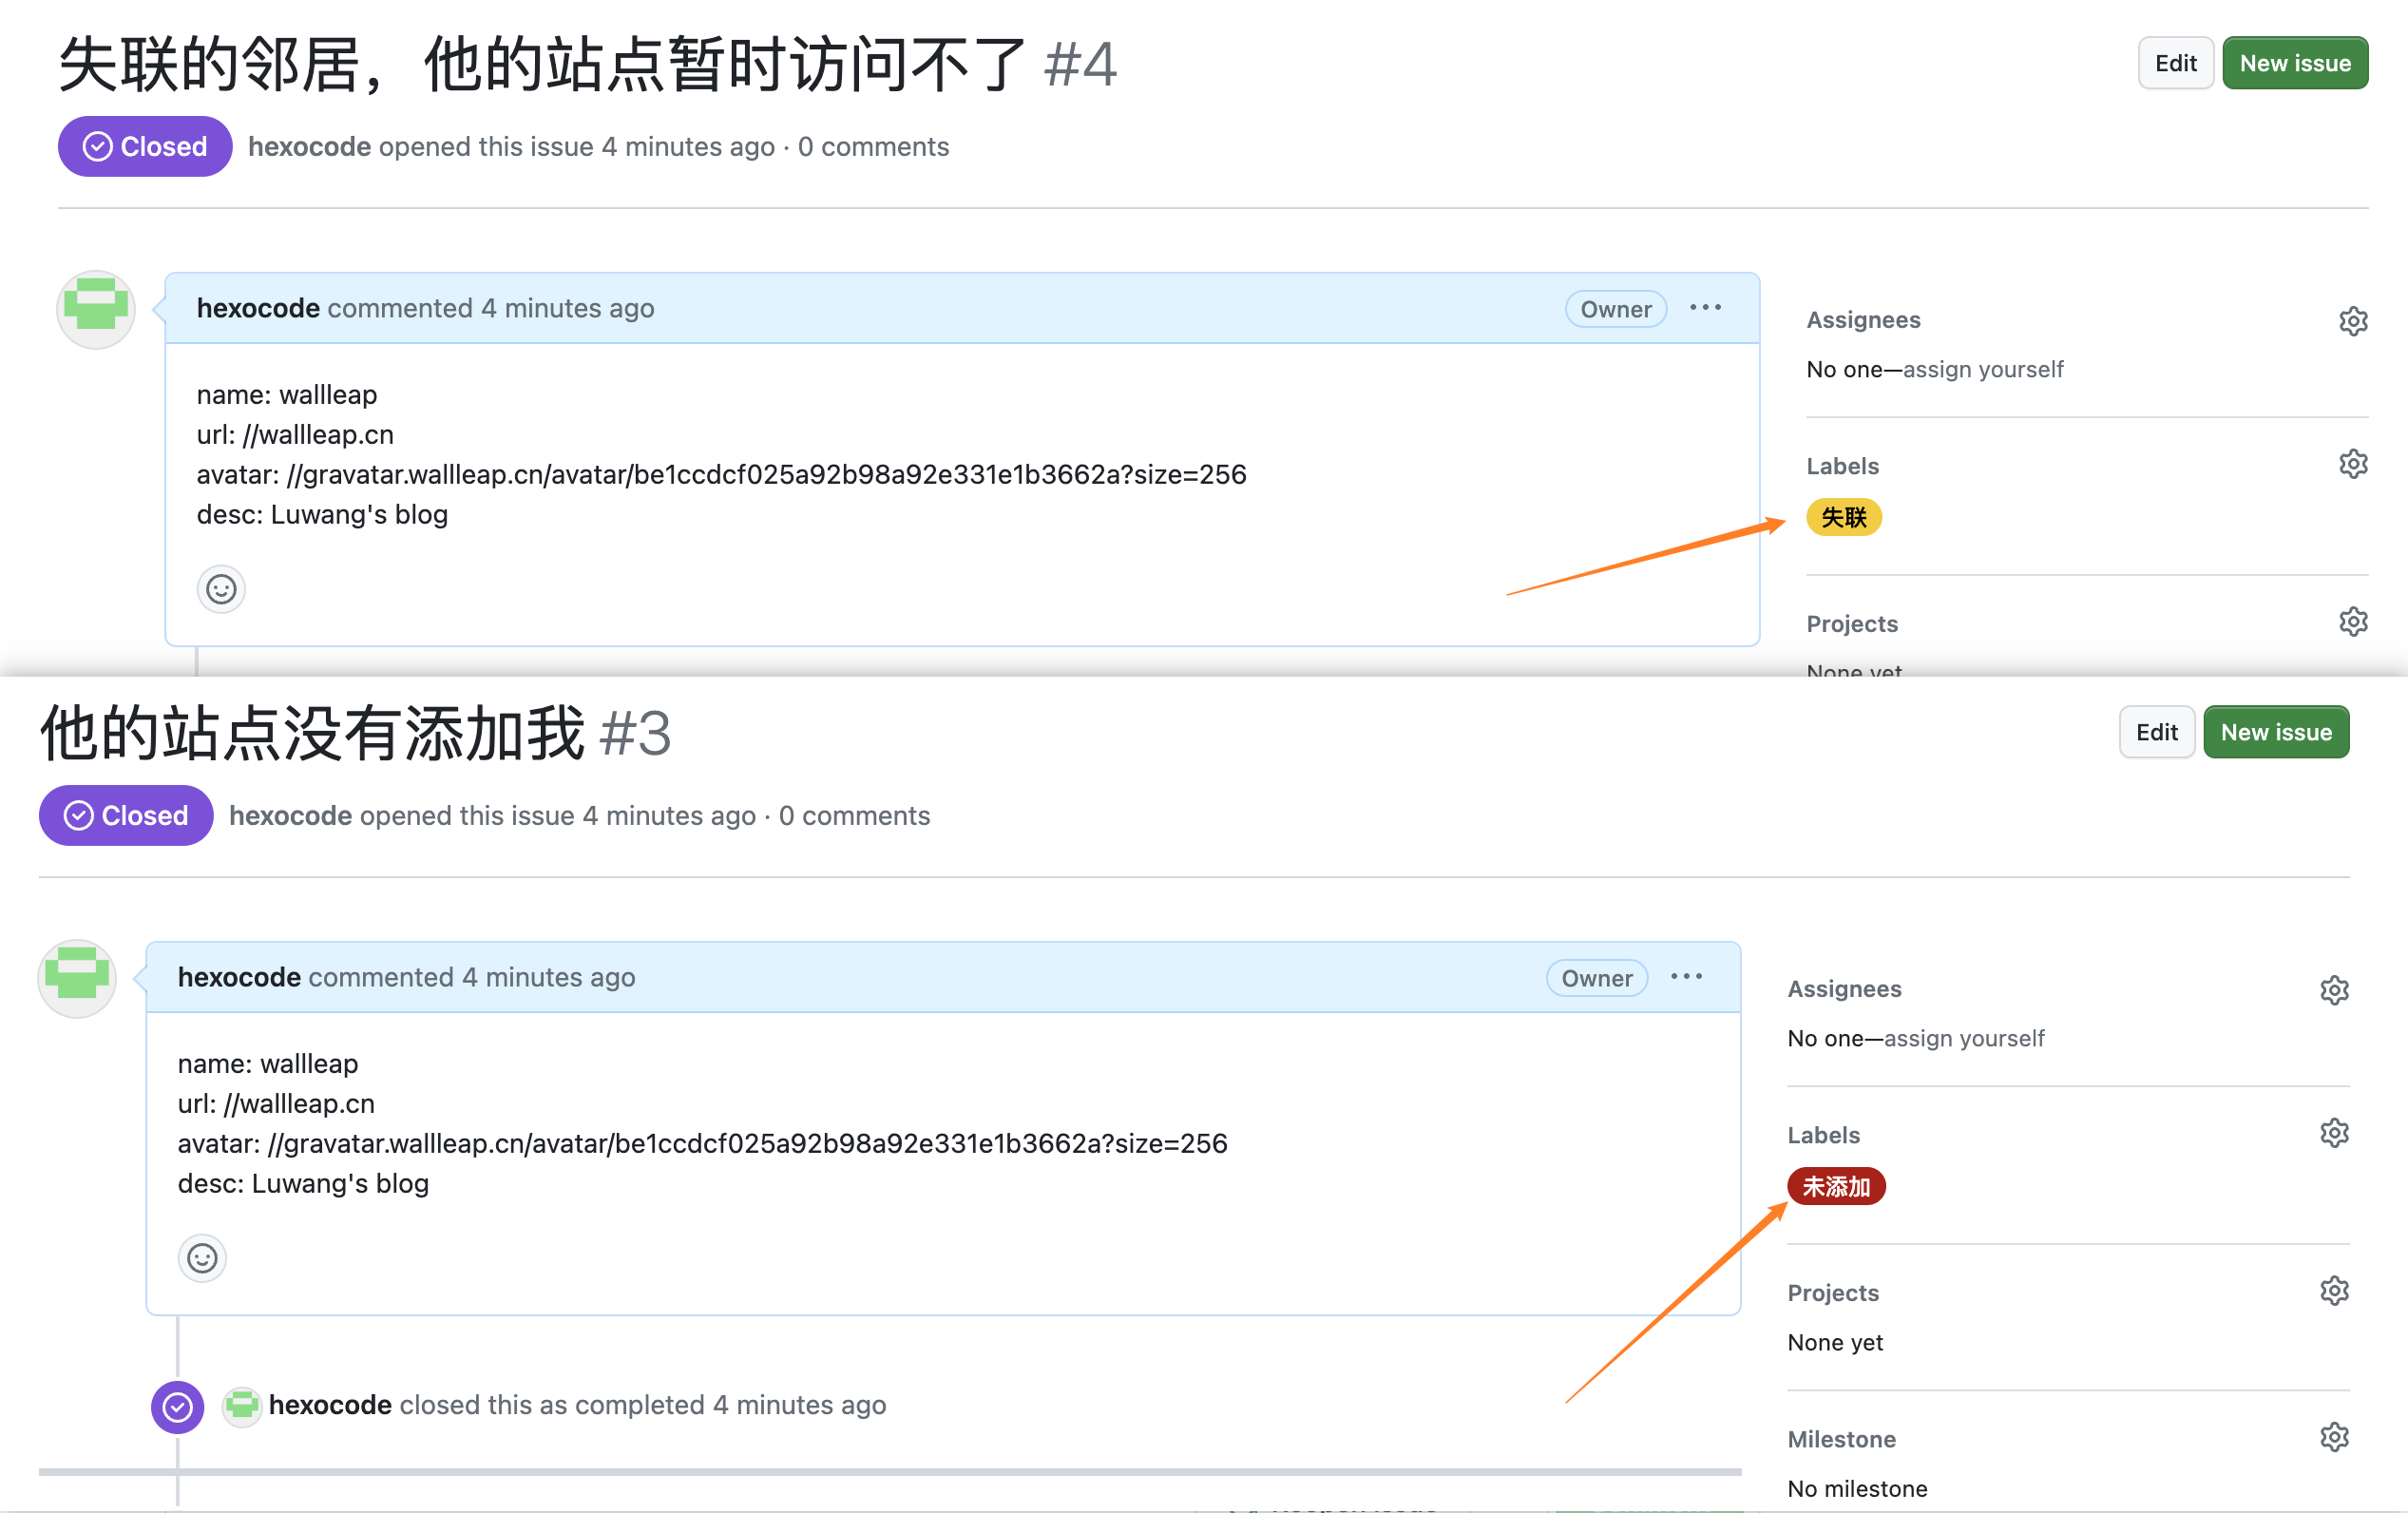 失联的邻居，他的站点暂时访问不了 #4
Edit
New issue
Closed
hexocode opened this issue 4 minutes ago · 0 comments
hexocode commented 4 minutes ago
Owner
name: wallleap
url: //wallleap.cn
avatar: //gravatar.wallleap.cn/avatar/be1ccdcf025a92b98a92e331e1b3662a?size=256
desc: Luwang's blog
Assignees
No one—assign yourself
Labels
失联
Projects
None yet
他的站点没有添加我 #3
Edit
New issue
Closed
hexocode opened this issue 4 minutes ago · 0 comments
hexocode commented 4 minutes ago
Owner
name: wallleap
url: //wallleap.cn
avatar: //gravatar.wallleap.cn/avatar/be1ccdcf025a92b98a92e331e1b3662a?size=256
desc: Luwang's blog
hexocode closed this as completed 4 minutes ago
Assignees
No one—assign yourself
Labels
未添加
Projects
None yet
Milestone
No milestone